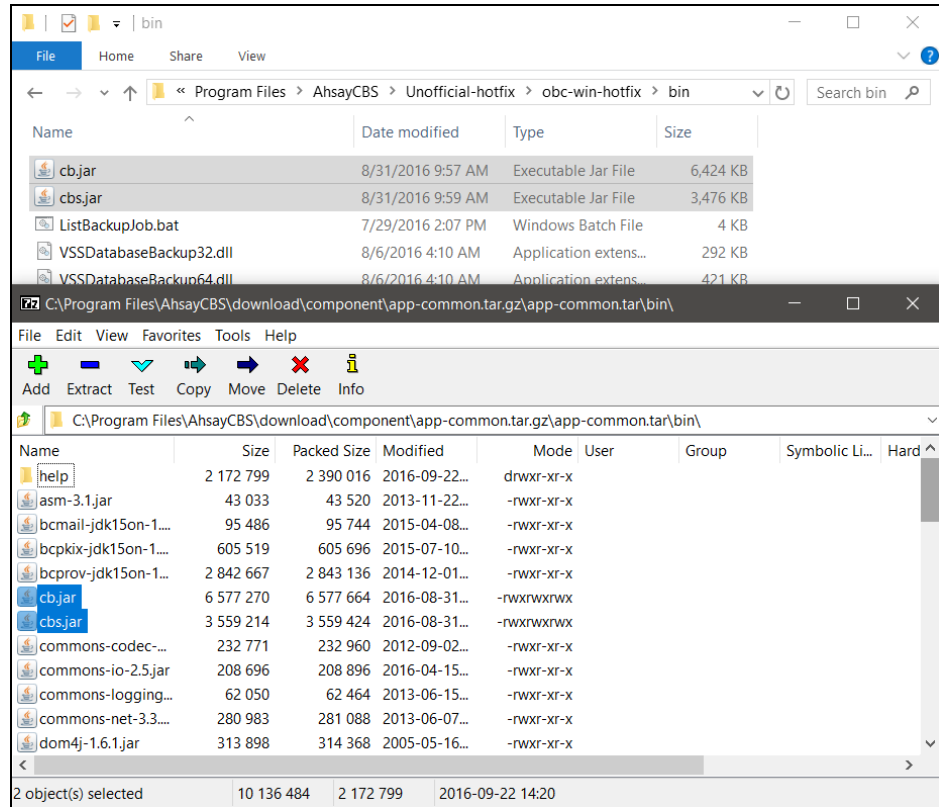 bin
File Home Share View
« Program Files > AhsayCBS > Unofficial-hotfix > obc-win-hotfix > bin Search bin
Name Date modified Type Size
cb.jar 8/31/2016 9:57 AM Executable Jar File 6,424 KB
cbs.jar 8/31/2016 9:59 AM Executable Jar File 3,476 KB
ListBackupJob.bat 7/29/2016 2:07 PM Windows Batch File 4 KB
VSSDatabaseBackup32.dll 8/6/2016 4:10 AM Application extens... 292 KB
VSSDatabaseBackup64.dll 8/6/2016 4:10 AM Application extens... 421 KB
C:\Program Files\AhsayCBS\download\component\app-common.tar.gz\app-common.tar\bin\
File Edit View Favorites Tools Help
Add Extract Test Copy Move Delete Info
C:\Program Files\AhsayCBS\download\component\app-common.tar.gz\app-common.tar\bin\
Name Size Packed Size Modified Mode User Group Symbolic Li... Hard
help 2 172 799 2 390 016 2016-09-22... drwxr-xr-x
asm-3.1.jar 43 033 43 520 2013-11-22... -rwxr-xr-x
bcmail-jdk15on-1.... 95 486 95 744 2015-04-08... -rwxr-xr-x
bcpkix-jdk15on-1.... 605 519 605 696 2015-07-10... -rwxr-xr-x
bcprov-jdk15on-1... 2 842 667 2 843 136 2014-12-01... -rwxr-xr-x
cb.jar 6 577 270 6 577 664 2016-08-31... -rwxrwxrwx
cbs.jar 3 559 214 3 559 424 2016-08-31... -rwxrwxrwx
commons-codec-... 232 771 232 960 2012-09-02... -rwxr-xr-x
commons-io-2.5.jar 208 696 208 896 2016-04-15... -rwxr-xr-x
commons-logging... 62 050 62 464 2013-06-15... -rwxr-xr-x
commons-net-3.3.... 280 983 281 088 2013-06-07... -rwxr-xr-x
dom4j-1.6.1.jar 313 898 314 368 2005-05-16... -rwxr-xr-x
2 object(s) selected 10 136 484 2 172 799 2016-09-22 14:20